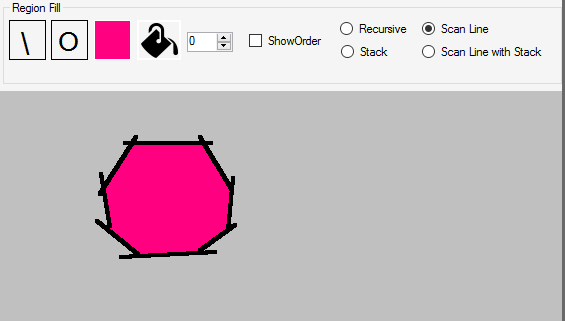 Region Fill
\ O 0 ShowOrder Recursive Scan Line
Stack Scan Line with Stack